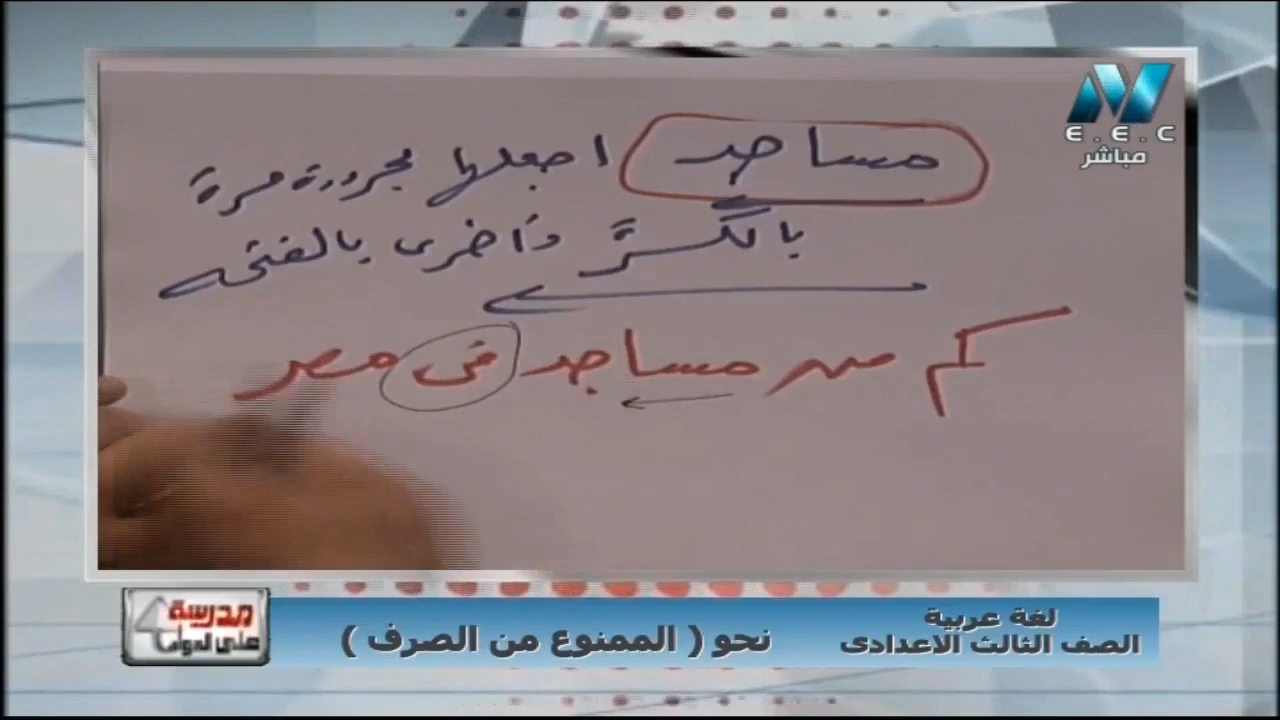 E.E.C
مباشر
مساجد اجعلها مجرورة مرة
بالكسرة وأخرى بالفتحة
كم من مساجد فى مصر
لغة عربية
الصف الثالث الاعدادى
نحو ( الممنوع من الصرف )
مدرسة
على الهواء